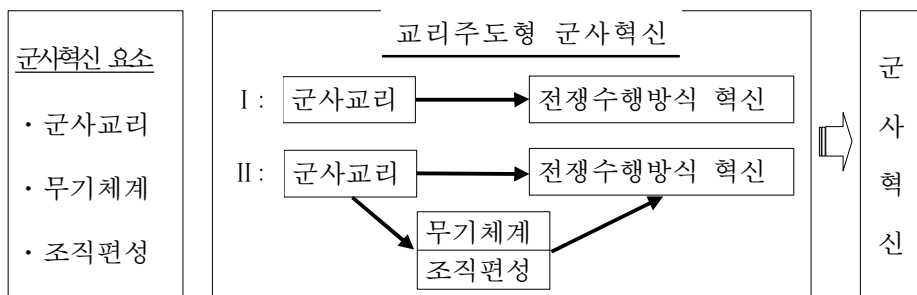 군사혁신 요소
· 군사교리
· 무기체계
· 조직편성
교리주도형 군사혁신
Ⅰ: 군사교리 전쟁수행방식 혁신
Ⅱ: 군사교리 전쟁수행방식 혁신
무기체계
조직편성
군
사
혁
신